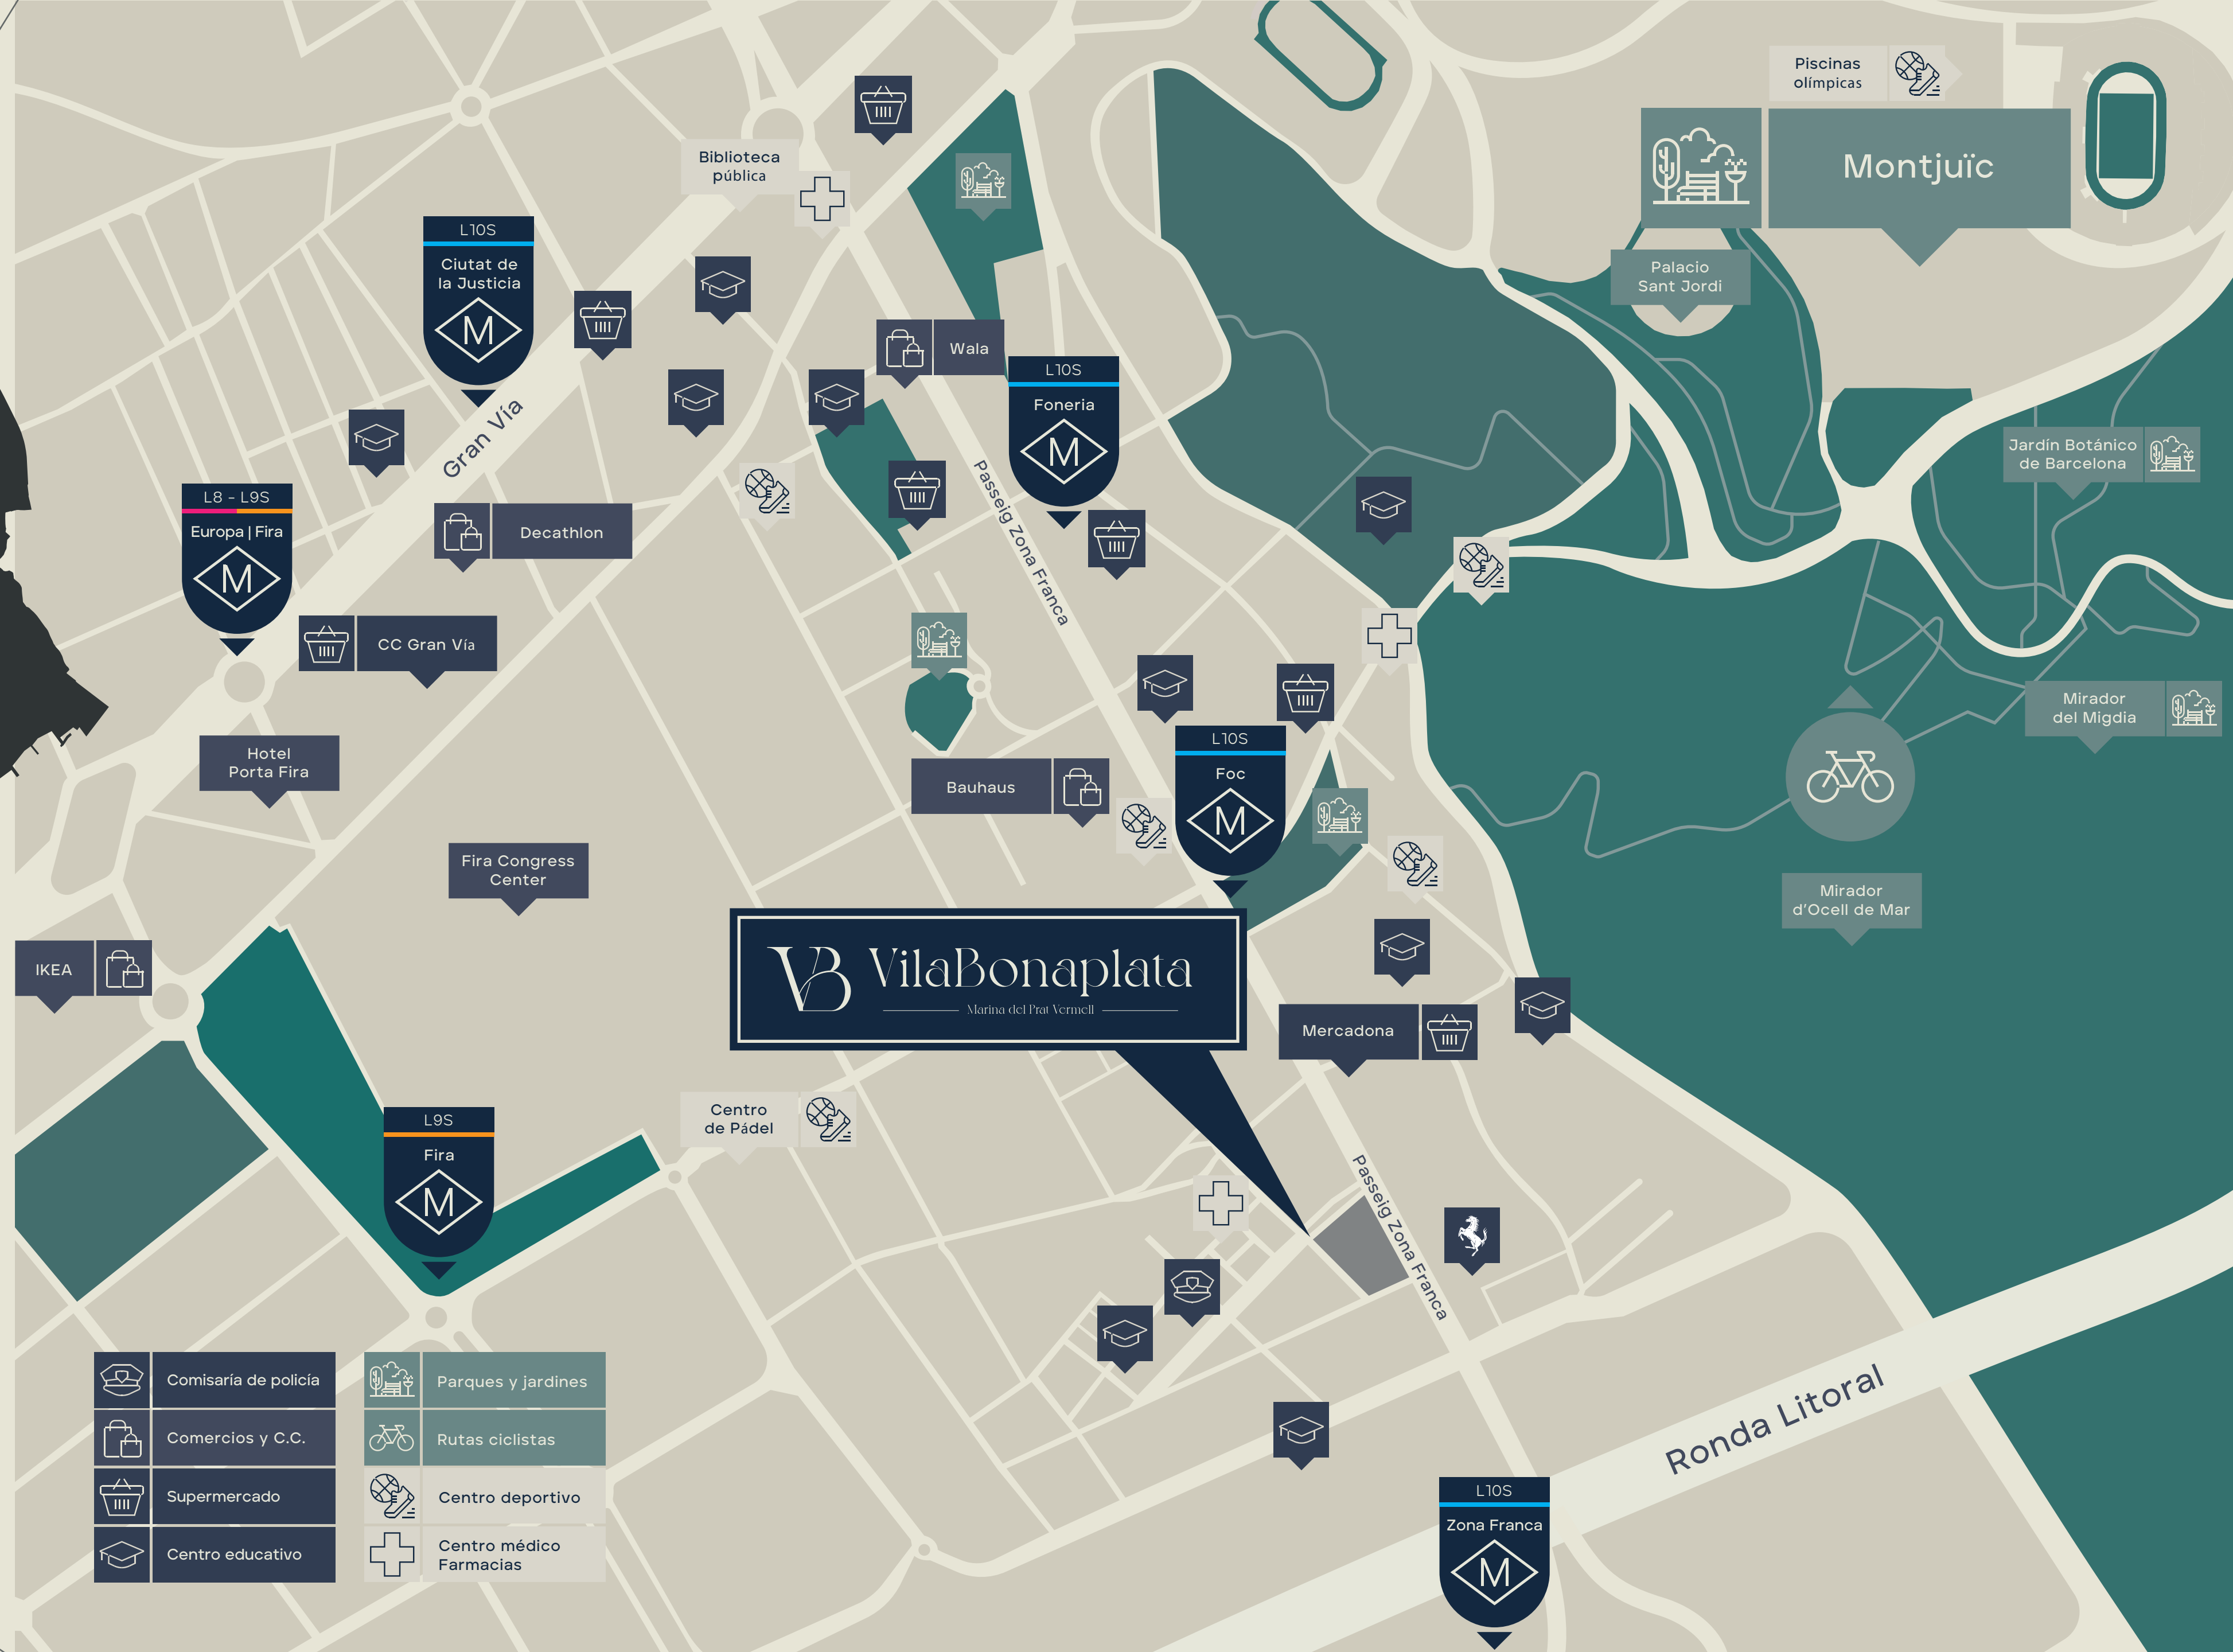 Piscinas
olímpicas
Montjuïc
Biblioteca
pública
L10S
Ciutat de
la Justicia
M
Palacio
Sant Jordi
Wala
L10S
Foneria
M
Gran Vía
Jardín Botánico
de Barcelona
L8 - L9S
Europa | Fira
M
Decathlon
Passeig Zona Franca
CC Gran Vía
Mirador
del Migdia
Hotel
Porta Fira
L10S
Foc
M
Bauhaus
Fira Congress
Center
Mirador
d'Ocell de Mar
IKEA
VB
VilaBonaplata
Marina del Prat Vermell
Mercadona
Centro
de Pádel
L9S
Fira
M
Passeig Zona Franca
Ronda Litoral
L10S
Zona Franca
M
Comisaría de policía
Comercios y C.C.
Supermercado
Centro educativo
Parques y jardines
Rutas ciclistas
Centro deportivo
Centro médico
Farmacias